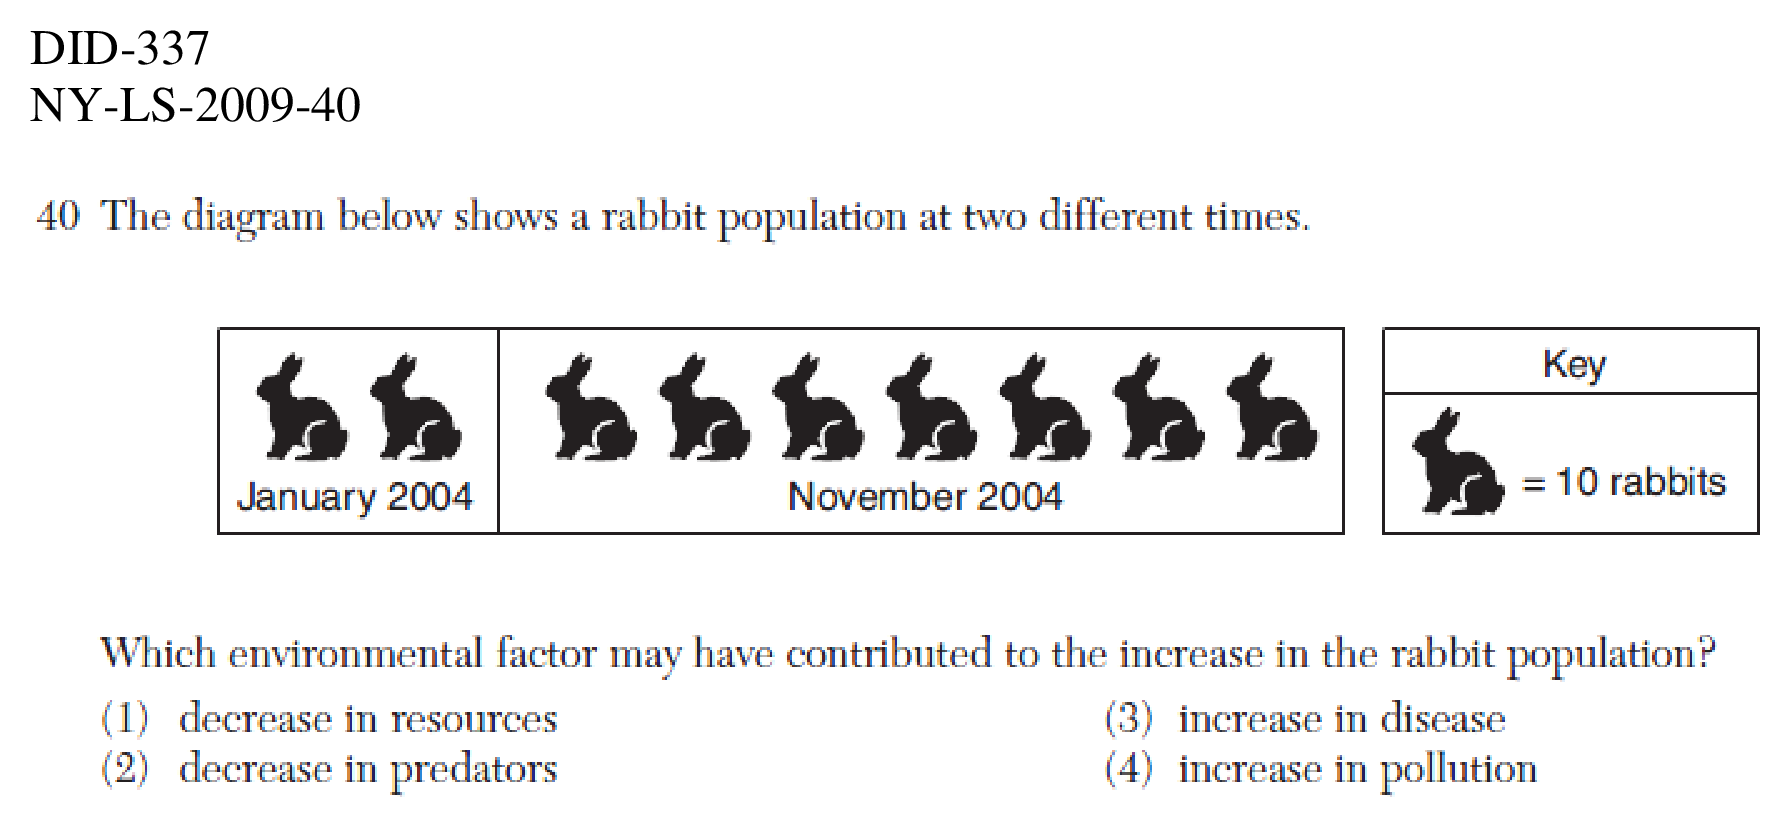 DID-337
NY-LS-2009-40
40 The diagram below shows a rabbit population at two different times.
January 2004
November 2004
Key
= 10 rabbits
Which environmental factor may have contributed to the increase in the rabbit population?
(1) decrease in resources
(2) decrease in predators
(3) increase in disease
(4) increase in pollution